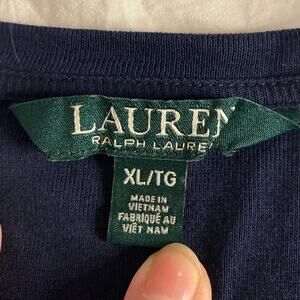 LAUREN
RALPH LAUREN
XL/TG
MADE IN
VIETNAM
FABRIQUÉ AU
VIÊT NAM